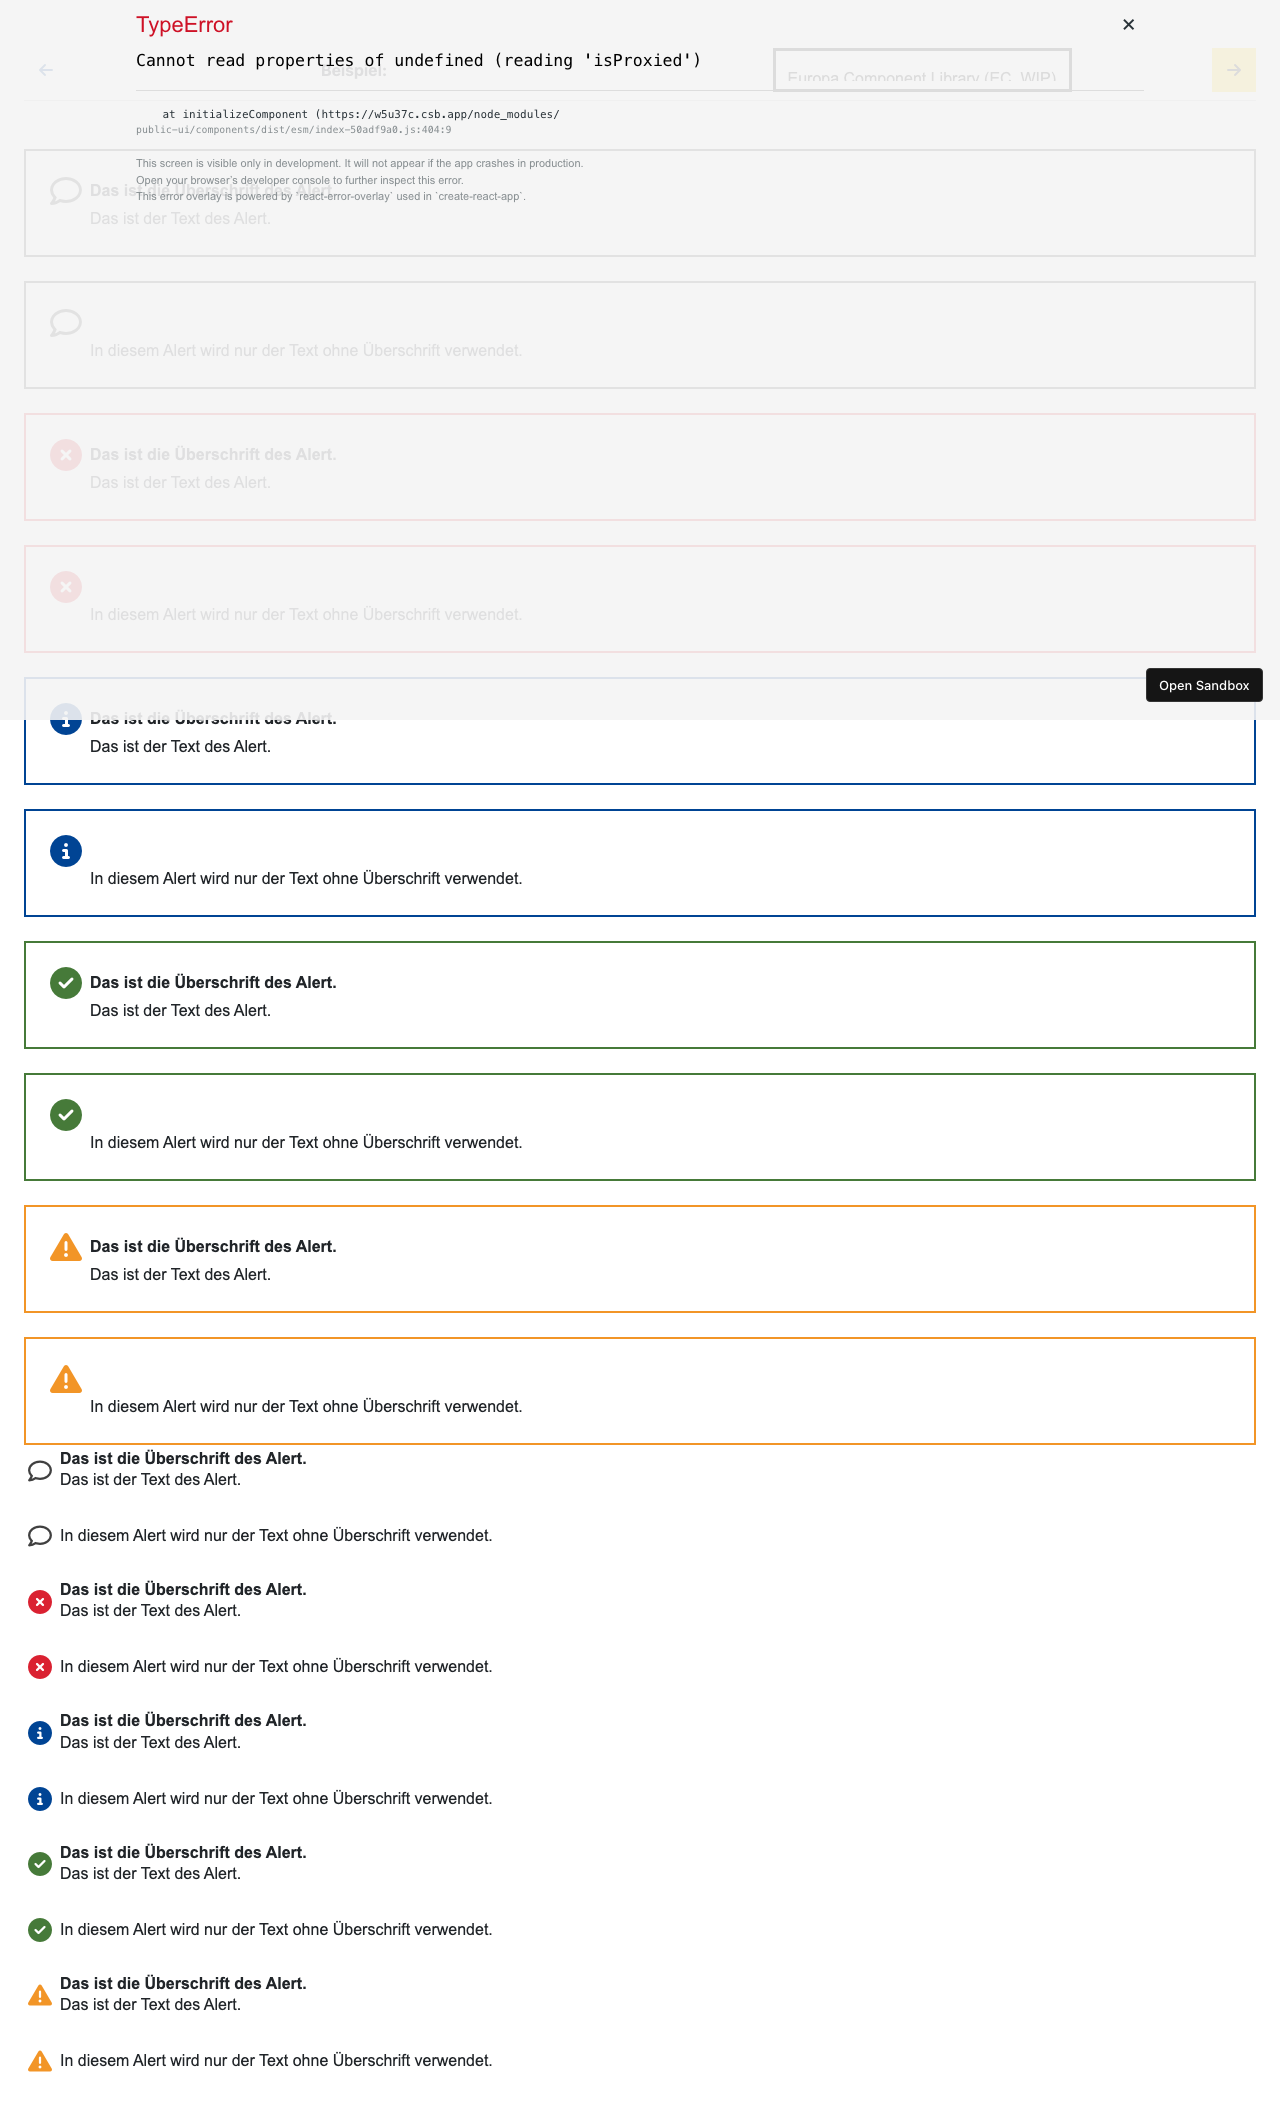 TypeError
Cannot read properties of undefined (reading 'isProxied')
Beispiel:
Europa Component Library (EC, WIP)
at initializeComponent (https://w5u37c.csb.app/node_modules/
public-ui/components/dist/esm/index-50adf9a0.js:404:9
This screen is visible only in development. It will not appear if the app crashes in production.
Open your browser's developer console to further inspect this error.
This error overlay is powered by `react-error-overlay` used in `create-react-app`.
Das ist die Überschrift des Alert.
Das ist der Text des Alert.
In diesem Alert wird nur der Text ohne Überschrift verwendet.
Das ist die Überschrift des Alert.
Das ist der Text des Alert.
In diesem Alert wird nur der Text ohne Überschrift verwendet.
Open Sandbox
Das ist die Überschrift des Alert.
Das ist der Text des Alert.
In diesem Alert wird nur der Text ohne Überschrift verwendet.
Das ist die Überschrift des Alert.
Das ist der Text des Alert.
In diesem Alert wird nur der Text ohne Überschrift verwendet.
Das ist die Überschrift des Alert.
Das ist der Text des Alert.
In diesem Alert wird nur der Text ohne Überschrift verwendet.
Das ist die Überschrift des Alert.
Das ist der Text des Alert.
In diesem Alert wird nur der Text ohne Überschrift verwendet.
Das ist die Überschrift des Alert.
Das ist der Text des Alert.
In diesem Alert wird nur der Text ohne Überschrift verwendet.
Das ist die Überschrift des Alert.
Das ist der Text des Alert.
In diesem Alert wird nur der Text ohne Überschrift verwendet.
Das ist die Überschrift des Alert.
Das ist der Text des Alert.
In diesem Alert wird nur der Text ohne Überschrift verwendet.
Das ist die Überschrift des Alert.
Das ist der Text des Alert.
In diesem Alert wird nur der Text ohne Überschrift verwendet.